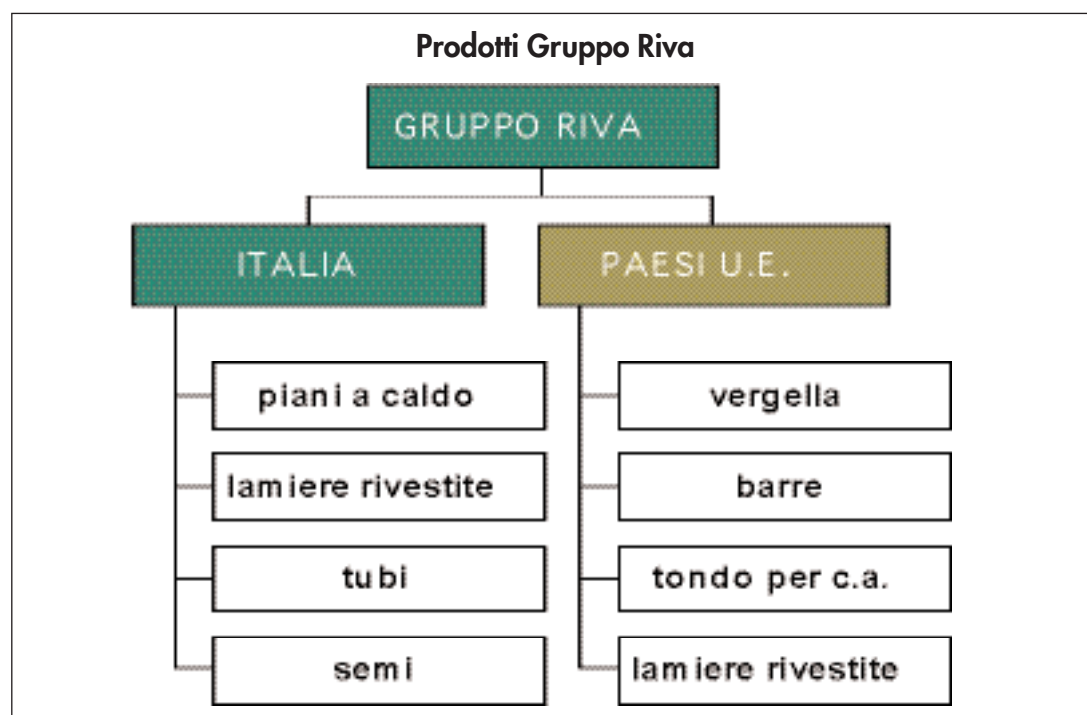 Prodotti Gruppo Riva
GRUPPO RIVA
ITALIA
piani a caldo
lamiere rivestite
tubi
semi
PAESI U.E.
vergella
barre
tondo per c.a.
lamiere rivestite